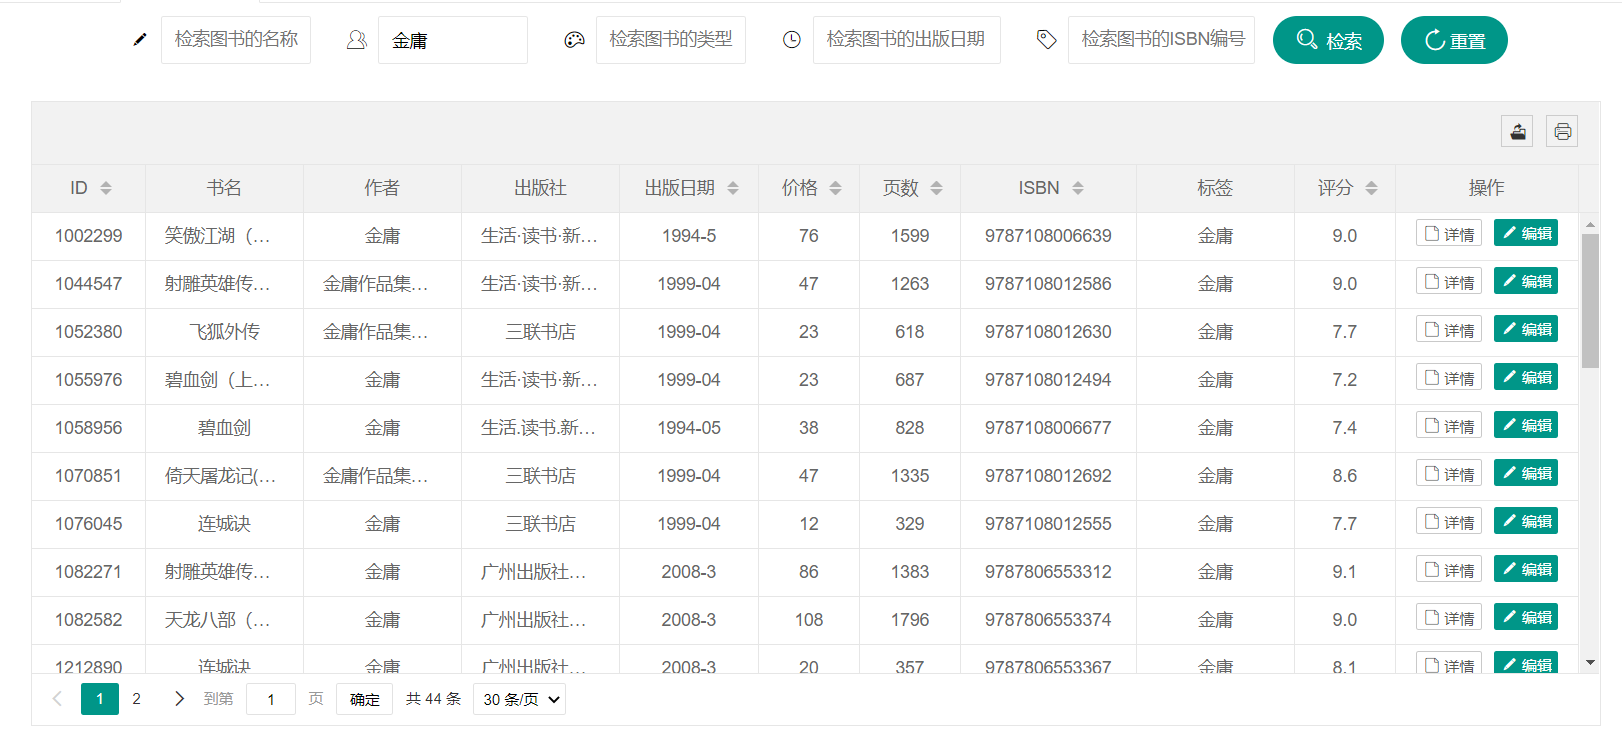 检索图书的名称 金庸 检索图书的类型 检索图书的出版日期 检索图书的ISBN编号 检索 重置
ID 书名 作者 出版社 出版日期 价格 页数 ISBN 标签 评分 操作
1002299 笑傲江湖（... 金庸 生活·读书·新... 1994-5 76 1599 9787108006639 金庸 9.0 详情 编辑
1044547 射雕英雄传... 金庸作品集... 生活·读书·新... 1999-04 47 1263 9787108012586 金庸 9.0 详情 编辑
1052380 飞狐外传 金庸作品集... 三联书店 1999-04 23 618 9787108012630 金庸 7.7 详情 编辑
1055976 碧血剑（上... 金庸 生活·读书·新... 1999-04 23 687 9787108012494 金庸 7.2 详情 编辑
1058956 碧血剑 金庸 生活.读书.新... 1994-05 38 828 9787108006677 金庸 7.4 详情 编辑
1070851 倚天屠龙记(... 金庸作品集... 三联书店 1999-04 47 1335 9787108012692 金庸 8.6 详情 编辑
1076045 连城诀 金庸 三联书店 1999-04 12 329 9787108012555 金庸 7.7 详情 编辑
1082271 射雕英雄传... 金庸 广州出版社... 2008-3 86 1383 9787806553312 金庸 9.1 详情 编辑
1082582 天龙八部（... 金庸 广州出版社... 2008-3 108 1796 9787806553374 金庸 9.0 详情 编辑
1212890 连城诀 金庸 广州出版社... 2008-3 20 357 9787806553367 金庸 8.1 详情 编辑
1 2 到第 1 页 确定 共 44 条 30 条/页